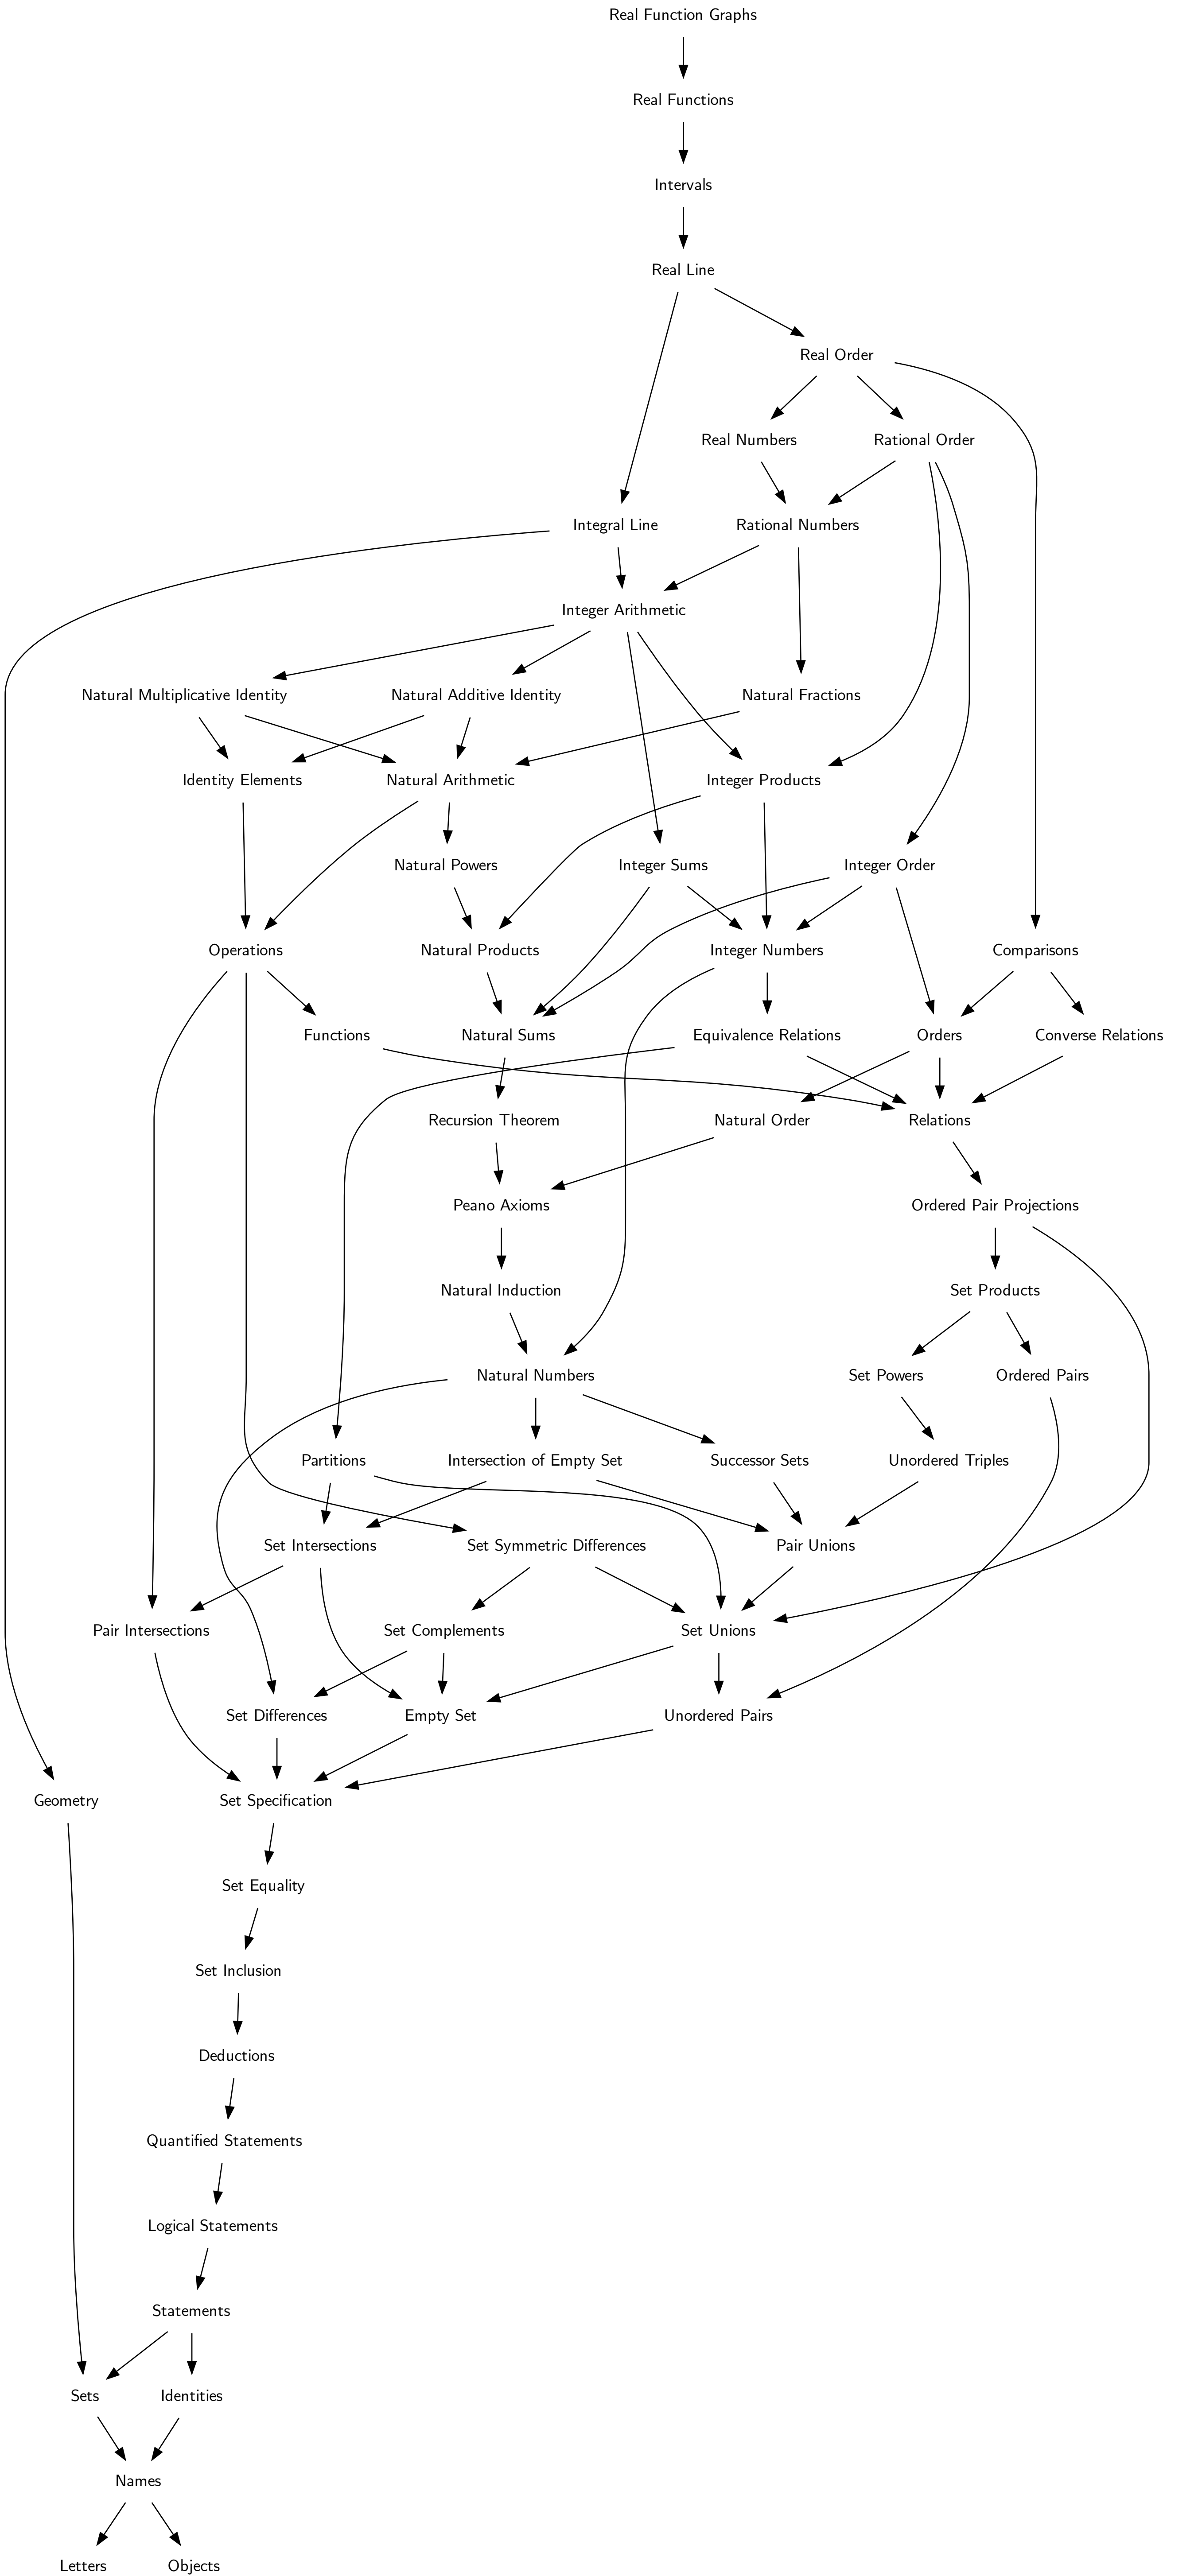 Real Function Graphs
Real Functions
Intervals
Real Line
Real Order
Real Numbers
Rational Order
Integral Line
Rational Numbers
Integer Arithmetic
Natural Multiplicative Identity
Natural Additive Identity
Natural Fractions
Identity Elements
Natural Arithmetic
Integer Products
Natural Powers
Integer Sums
Integer Order
Operations
Natural Products
Integer Numbers
Comparisons
Functions
Natural Sums
Equivalence Relations
Orders
Converse Relations
Recursion Theorem
Natural Order
Relations
Peano Axioms
Ordered Pair Projections
Natural Induction
Set Products
Natural Numbers
Set Powers
Ordered Pairs
Partitions
Intersection of Empty Set
Successor Sets
Unordered Triples
Set Intersections
Set Symmetric Differences
Pair Unions
Pair Intersections
Set Complements
Set Unions
Set Differences
Empty Set
Unordered Pairs
Geometry
Set Specification
Set Equality
Set Inclusion
Deductions
Quantified Statements
Logical Statements
Statements
Sets
Identities
Names
Letters
Objects